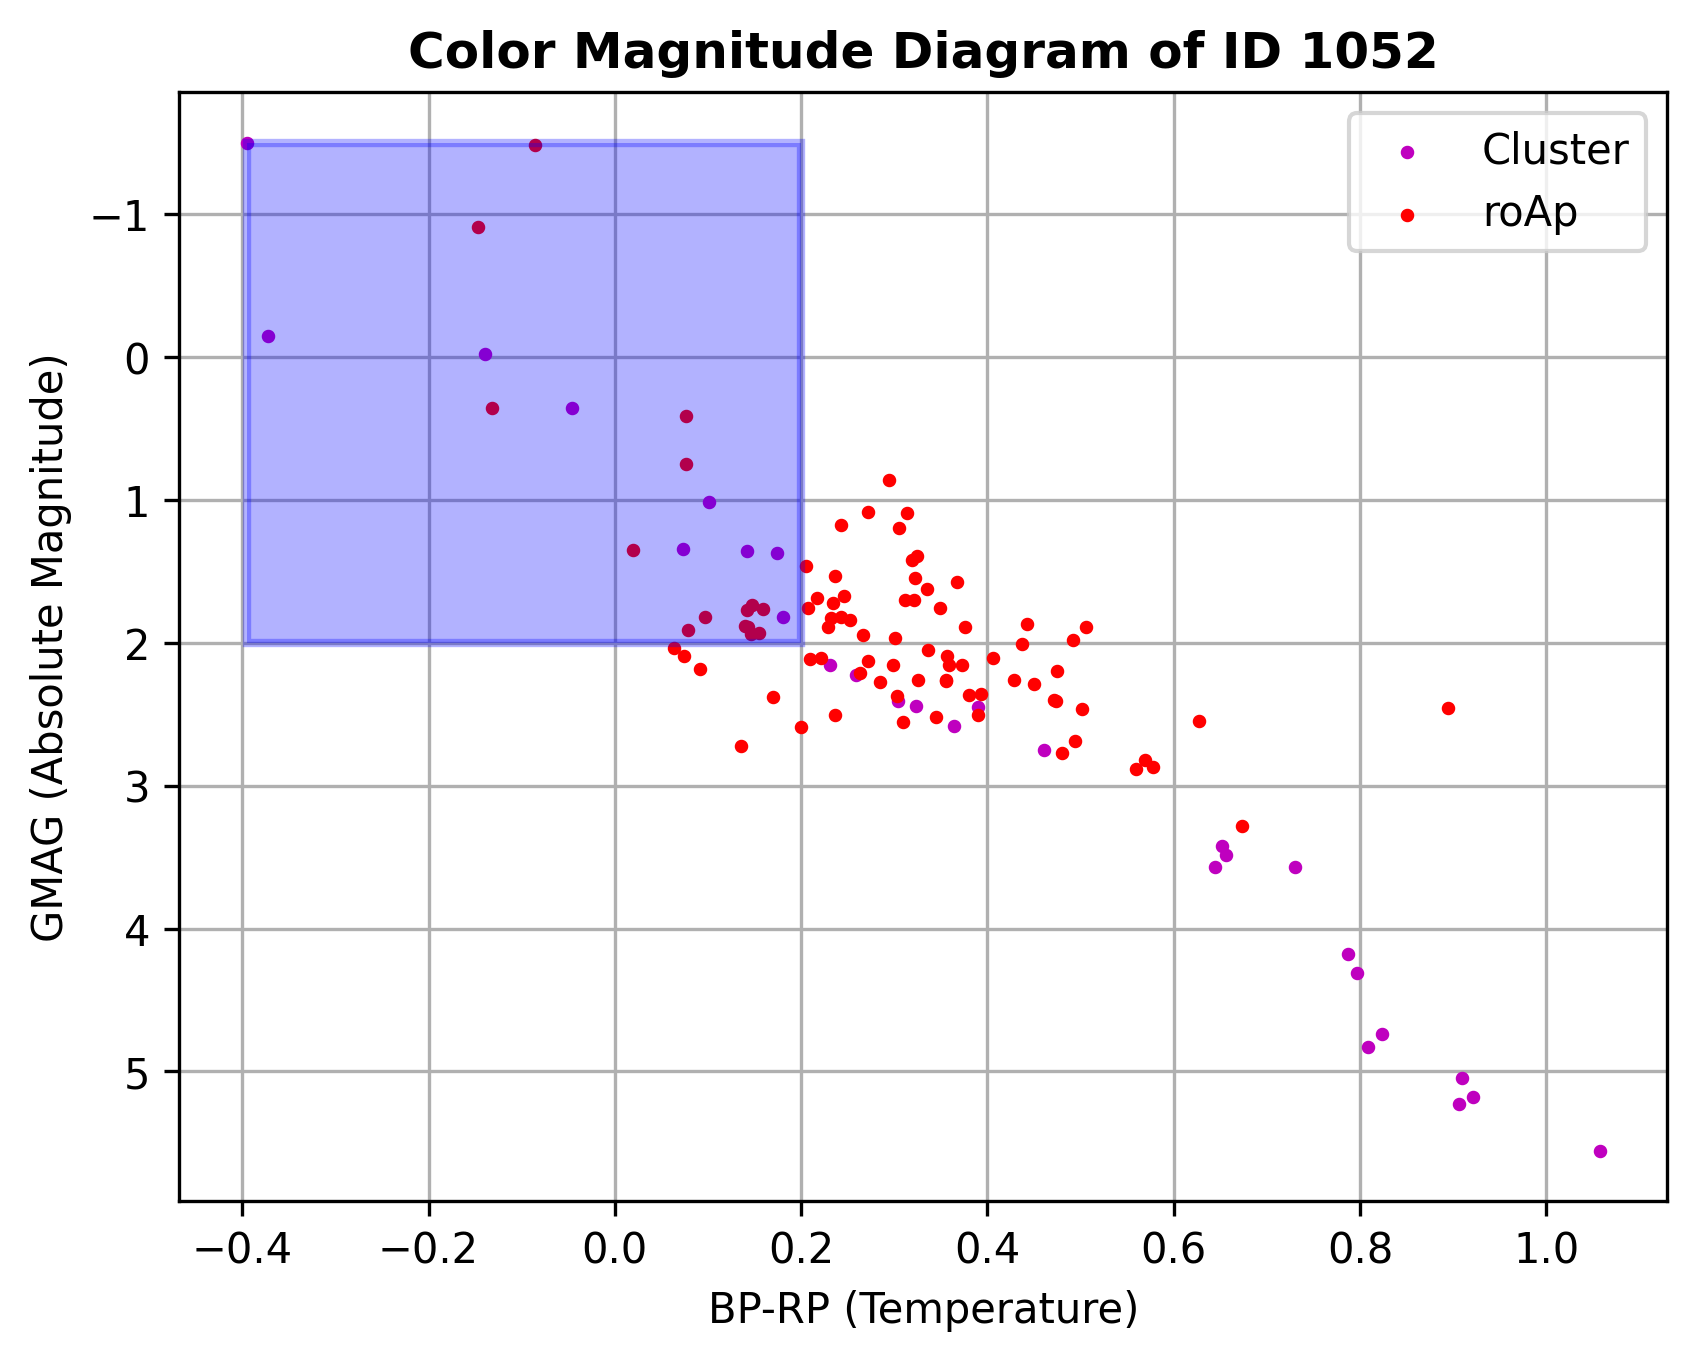 Color Magnitude Diagram of ID 1052
Cluster
roAp
GMAG (Absolute Magnitude)
−1
0
1
2
3
4
5
−0.4 −0.2 0.0 0.2 0.4 0.6 0.8 1.0
BP-RP (Temperature)